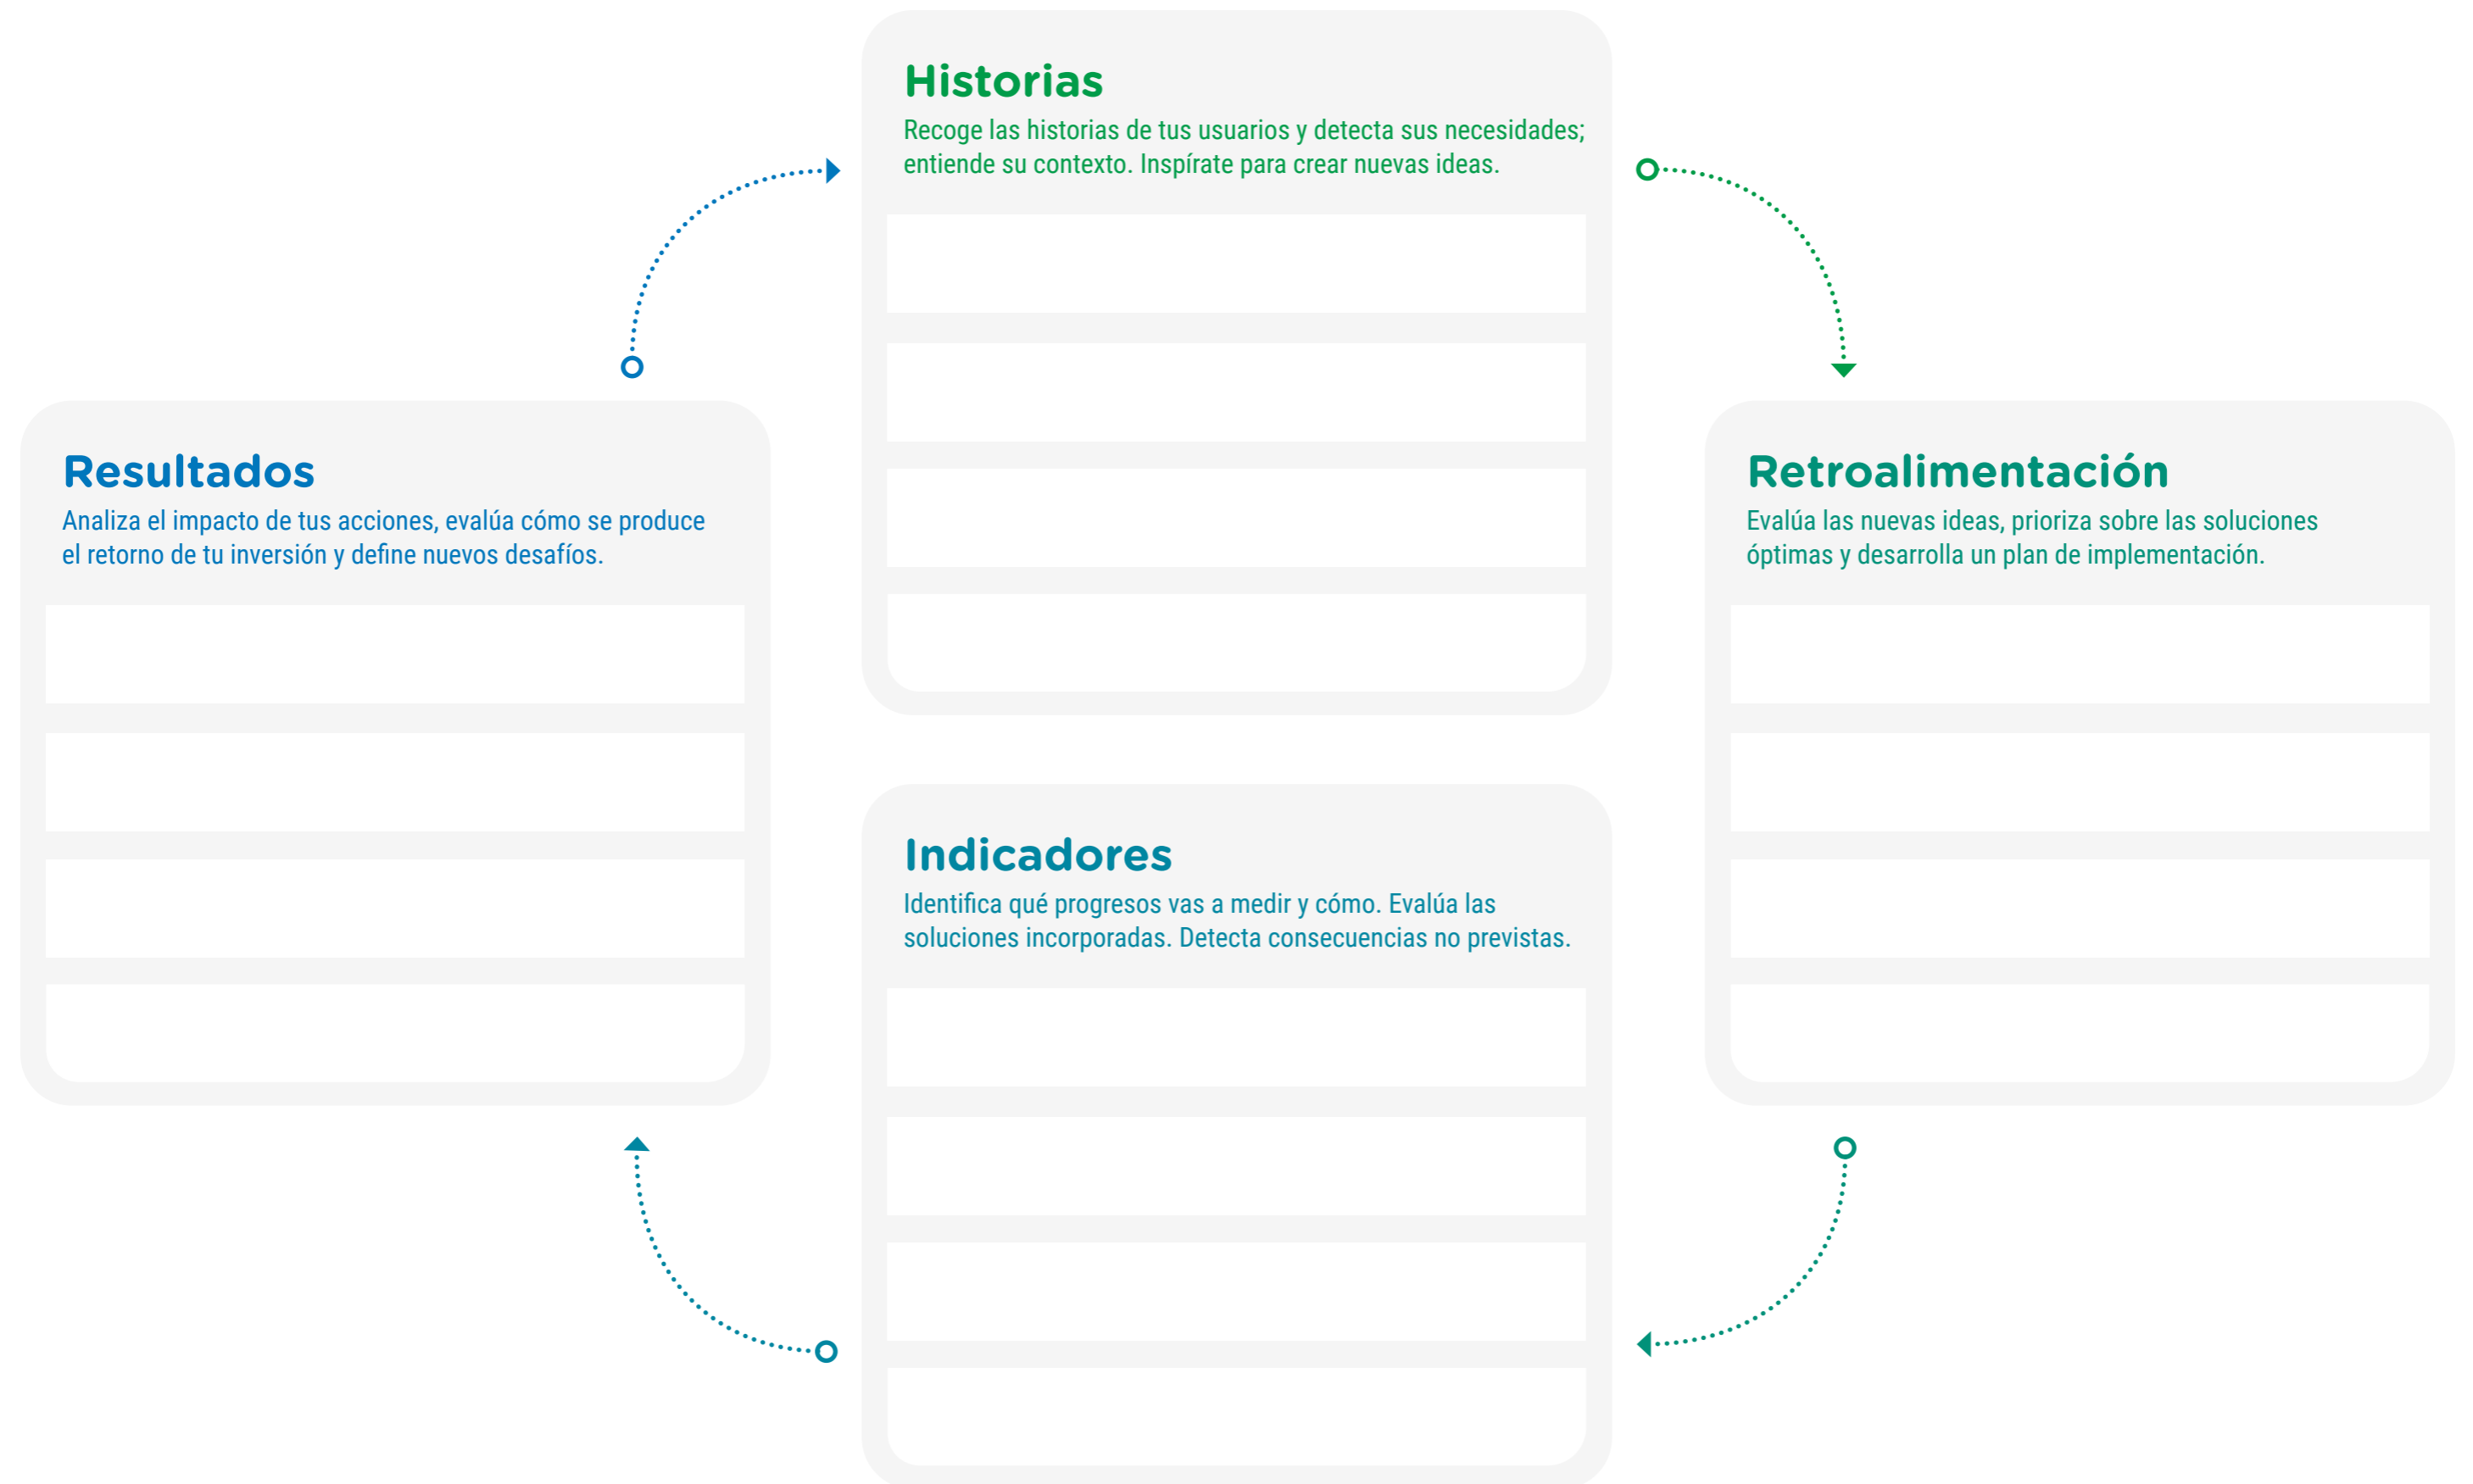 Historias
Recoge las historias de tus usuarios y detecta sus necesidades;
entiende su contexto. Inspírate para crear nuevas ideas.
Resultados
Analiza el impacto de tus acciones, evalúa cómo se produce
el retorno de tu inversión y define nuevos desafíos.
Retroalimentación
Evalúa las nuevas ideas, prioriza sobre las soluciones
óptimas y desarrolla un plan de implementación.
Indicadores
Identifica qué progresos vas a medir y cómo. Evalúa las
soluciones incorporadas. Detecta consecuencias no previstas.